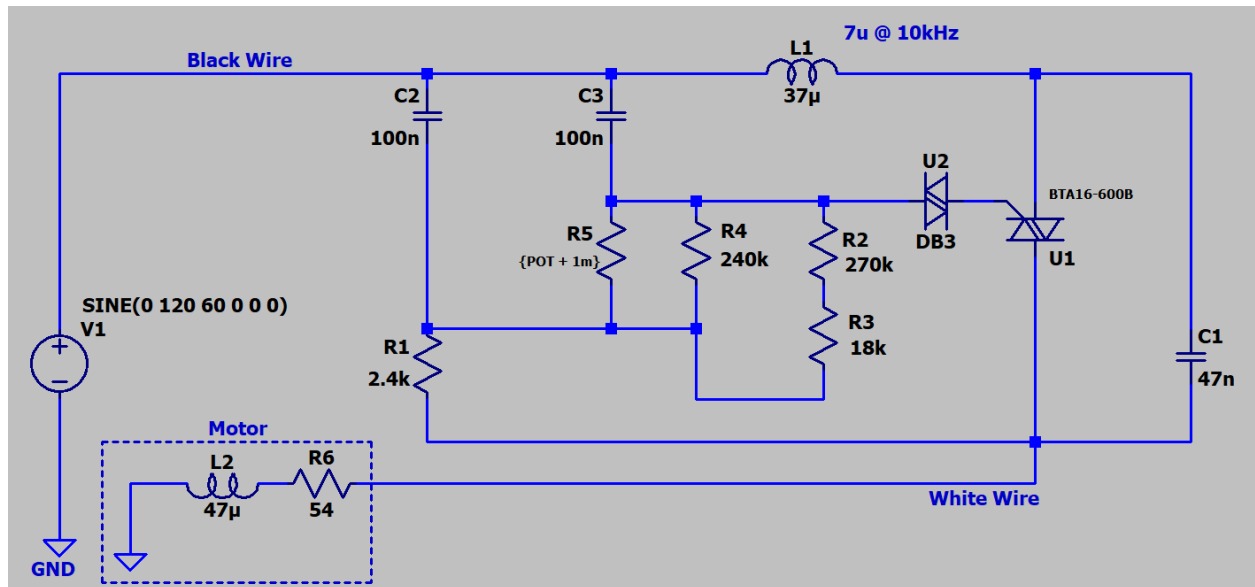 7u @ 10kHz
Black Wire
L1
37µ
C2
100n
C3
100n
U2
DB3
BTA16-600B
U1
R5
{POT + 1m}
R4
240k
R2
270k
SINE(0 120 60 0 0 0)
V1
R1
2.4k
R3
18k
C1
47n
Motor
L2
47µ
R6
54
White Wire
GND